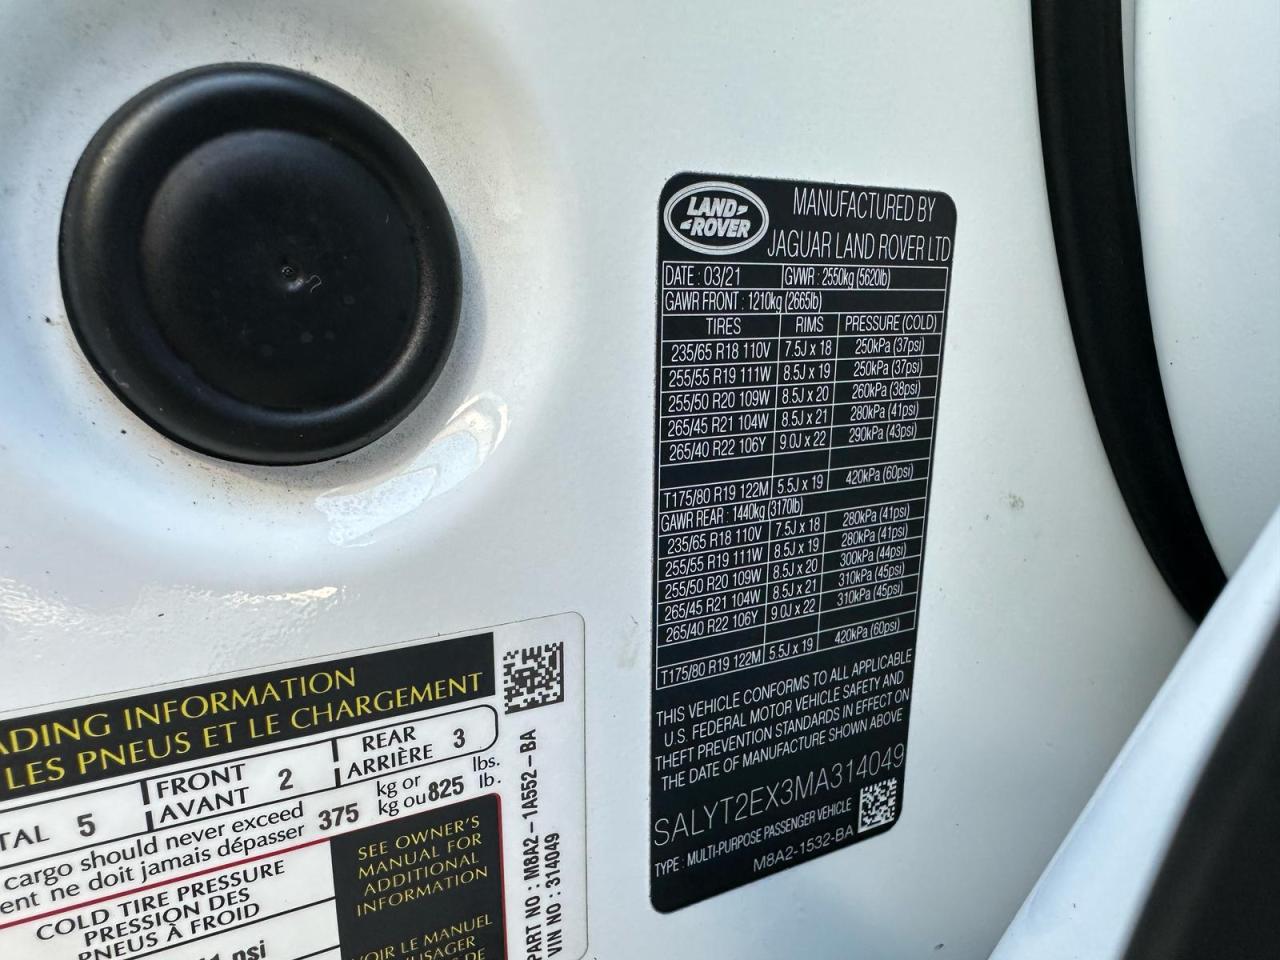 LAND-
-ROVER
MANUFACTURED BY
JAGUAR LAND ROVER LTD
DATE : 03/21 GVWR : 2550kg (5620lb)
GAWR FRONT : 1210kg (2665lb)
TIRES RIMS PRESSURE (COLD)
235/65 R18 110V 7.5J x 18 250kPa (37psi)
255/55 R19 111W 8.5J x 19 250kPa (37psi)
255/50 R20 109W 8.5J x 20 260kPa (38psi)
265/45 R21 104W 8.5J x 21 280kPa (41psi)
265/40 R22 106Y 9.0J x 22 290kPa (43psi)
T175/80 R19 122M 5.5J x 19 420kPa (60psi)
GAWR REAR : 1440kg (3170lb)
235/65 R18 110V 7.5J x 18 280kPa (41psi)
255/55 R19 111W 8.5J x 19 280kPa (41psi)
255/50 R20 109W 8.5J x 20 300kPa (44psi)
265/45 R21 104W 8.5J x 21 310kPa (45psi)
265/40 R22 106Y 9.0J x 22 310kPa (45psi)
T175/80 R19 122M 5.5J x 19 420kPa (60psi)
THIS VEHICLE CONFORMS TO ALL APPLICABLE
U.S. FEDERAL MOTOR VEHICLE SAFETY AND
THEFT PREVENTION STANDARDS IN EFFECT ON
THE DATE OF MANUFACTURE SHOWN ABOVE
SALYT2EX3MA314049
TYPE : MULTI-PURPOSE PASSENGER VEHICLE
M8A2-1532-BA
ADING INFORMATION
LES PNEUS ET LE CHARGEMENT
TAL 5 FRONT 2 REAR 3
AVANT ARRIÈRE
cargo should never exceed 375 kg or 825 lbs.
ent ne doit jamais dépasser kg ou lb.
COLD TIRE PRESSURE
PRESSION DES
PNEUS À FROID
psi
SEE OWNER'S
MANUAL FOR
ADDITIONAL
INFORMATION
VOIR LE MANUEL
USAGER
DE
PART NO : M8A2-1A552-BA
VIN NO : 314049